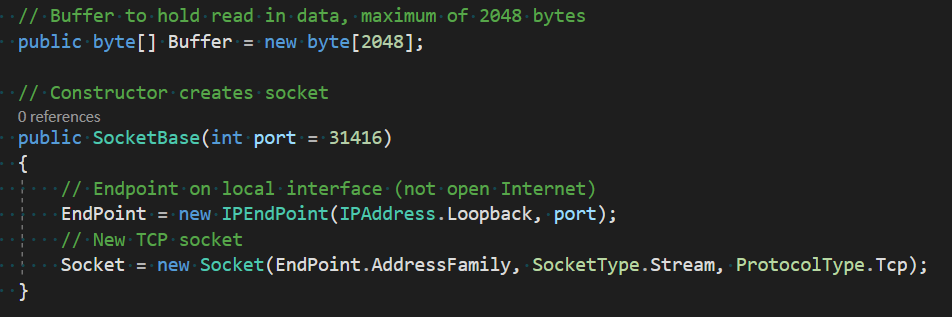 // Buffer to hold read in data, maximum of 2048 bytes
public byte[] Buffer = new byte[2048];
// Constructor creates socket
0 references
public SocketBase(int port = 31416)
{
// Endpoint on local interface (not open Internet)
EndPoint = new IPEndPoint(IPAddress.Loopback, port);
// New TCP socket
Socket = new Socket(EndPoint.AddressFamily, SocketType.Stream, ProtocolType.Tcp);
}